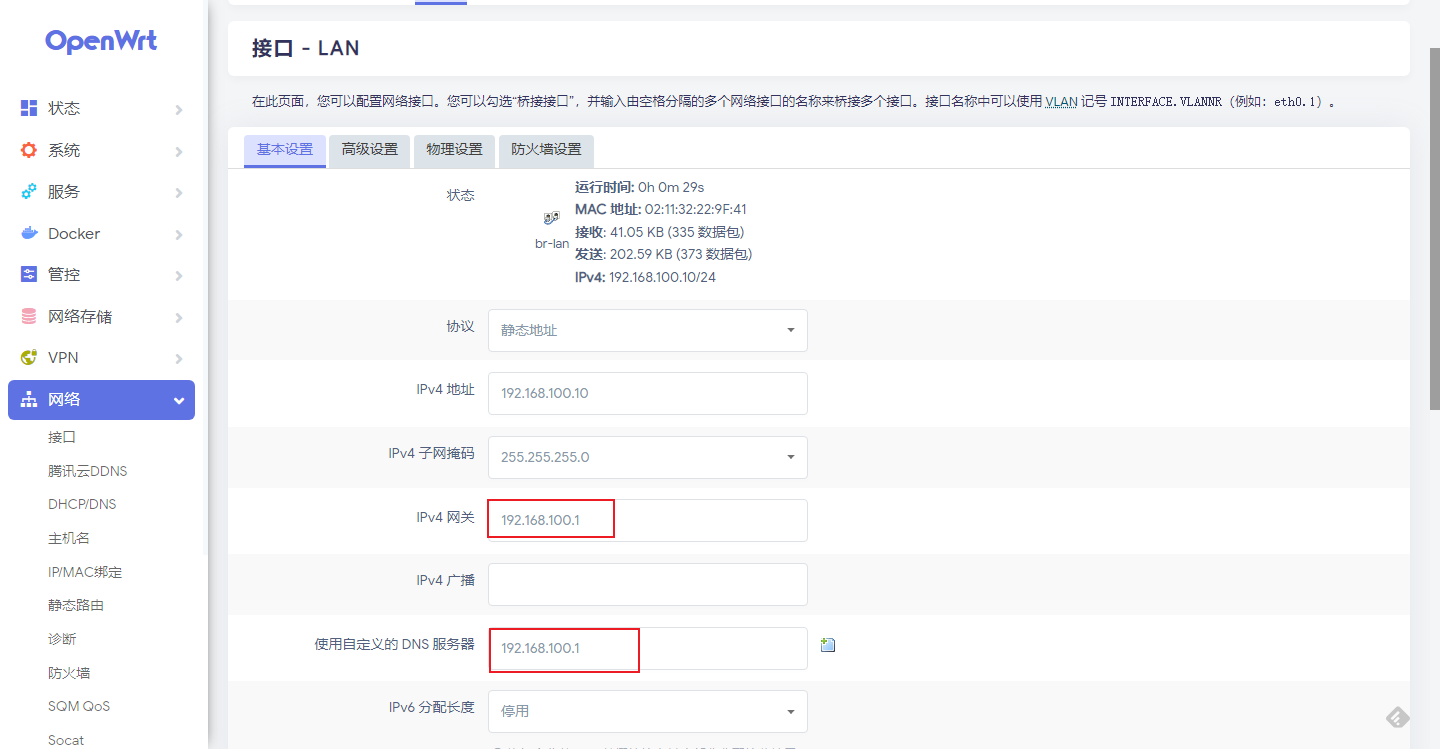 OpenWrt
状态
系统
服务
Docker
管控
网络存储
VPN
网络
接口
腾讯云DDNS
DHCP/DNS
主机名
IP/MAC绑定
静态路由
诊断
防火墙
SQM QoS
Socat
接口 - LAN
在此页面，您可以配置网络接口。您可以勾选“桥接接口”，并输入由空格分隔的多个网络接口的名称来桥接多个接口。接口名称中可以使用 VLAN 记号 INTERFACE.VLANNR（例如：eth0.1）。
基本设置 高级设置 物理设置 防火墙设置
状态
br-lan
运行时间: 0h 0m 29s
MAC 地址: 02:11:32:22:9F:41
接收: 41.05 KB (335 数据包)
发送: 202.59 KB (373 数据包)
IPv4: 192.168.100.10/24
协议 静态地址
IPv4 地址 192.168.100.10
IPv4 子网掩码 255.255.255.0
IPv4 网关 192.168.100.1
IPv4 广播
使用自定义的 DNS 服务器 192.168.100.1
IPv6 分配长度 停用